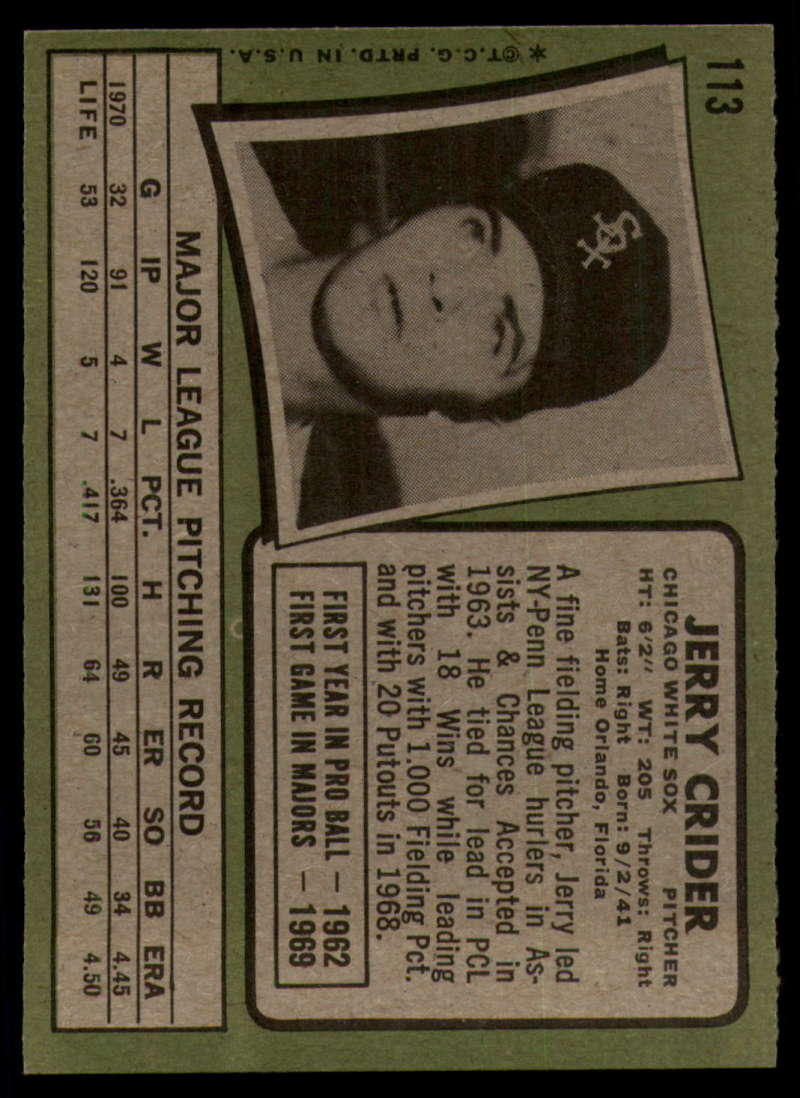 113
*©T.C.G. PRTD. IN U.S.A.
Sox
JERRY CRIDER
CHICAGO WHITE SOX PITCHER
HT: 6'2" WT: 205 Throws: Right
Bats: Right Born: 9/2/41
Home Orlando, Florida
A fine fielding pitcher, Jerry led
NY-Penn League hurlers in As-
sists & Chances Accepted in
1963. He tied for lead in PCL
with 18 Wins while leading
pitchers with 1.000 Fielding Pct.
and with 20 Putouts in 1968.
FIRST YEAR IN PRO BALL — 1962
FIRST GAME IN MAJORS — 1969
MAJOR LEAGUE PITCHING RECORD
G IP W L PCT. H R ER SO BB ERA
1970 32 91 4 7 .364 100 49 45 40 34 4.45
LIFE 53 120 5 7 .417 131 64 60 56 49 4.50